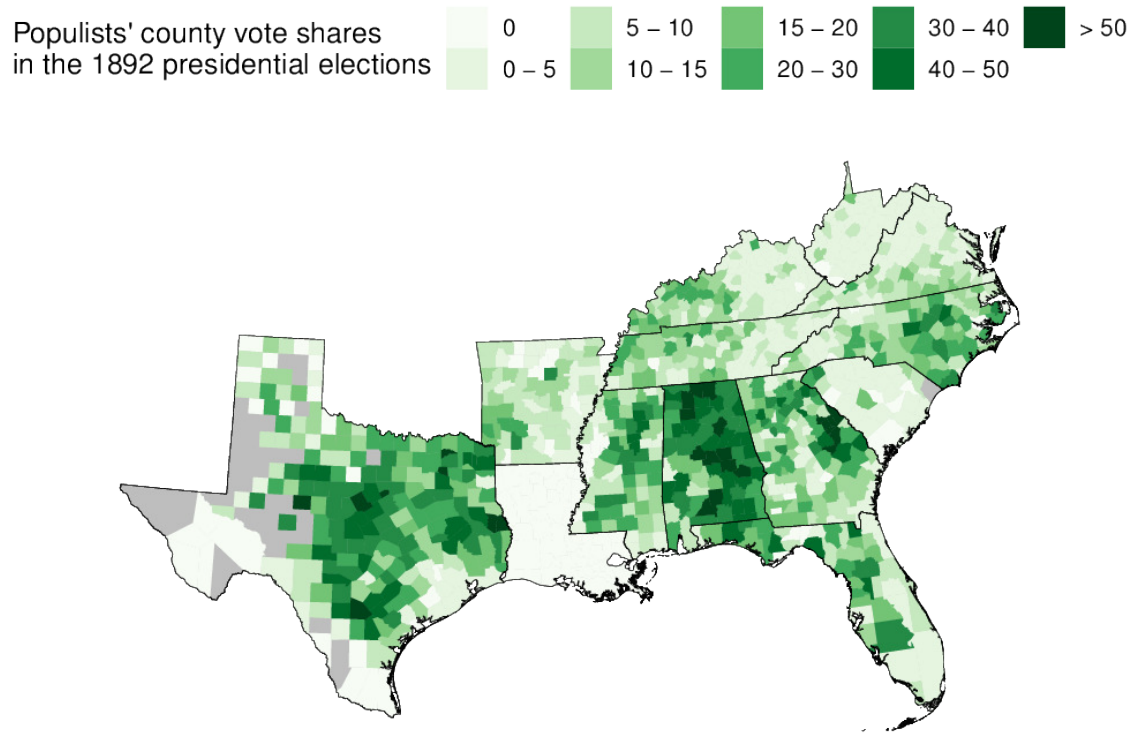 Populists' county vote shares
in the 1892 presidential elections
0
0 − 5
5 − 10
10 − 15
15 − 20
20 − 30
30 − 40
40 − 50
> 50